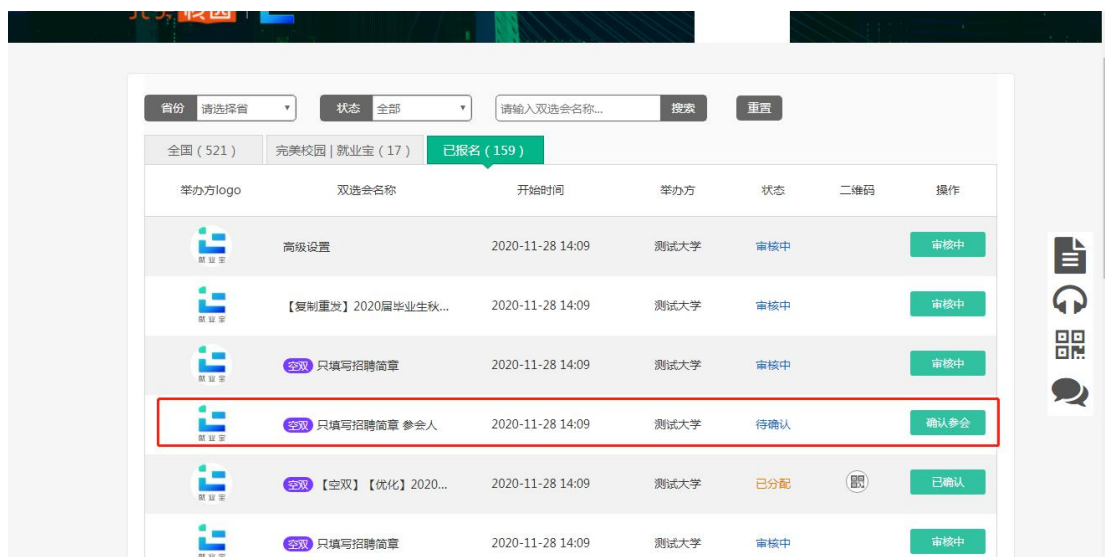 校园
省份 请选择省 状态 全部 请输入双选会名称... 搜索 重置
全国（521） 完美校园 | 就业宝（17） 已报名（159）
举办方logo 双选会名称 开始时间 举办方 状态 二维码 操作
就业宝 高级设置 2020-11-28 14:09 测试大学 审核中 审核中
就业宝 【复制重发】2020届毕业生秋... 2020-11-28 14:09 测试大学 审核中 审核中
就业宝 空双 只填写招聘简章 2020-11-28 14:09 测试大学 审核中 审核中
就业宝 空双 只填写招聘简章 参会人 2020-11-28 14:09 测试大学 待确认 确认参会
就业宝 空双 【空双】【优化】2020... 2020-11-28 14:09 测试大学 已分配 已确认
空双 只填写招聘简章 2020-11-28 14:09 测试大学 审核中 审核中